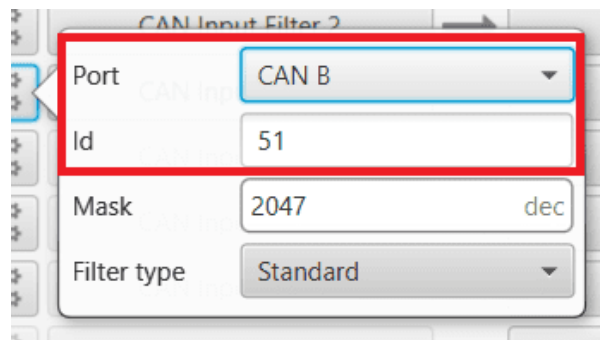 CAN Input Filter 2
Port CAN B
Id 51
Mask 2047 dec
Filter type Standard